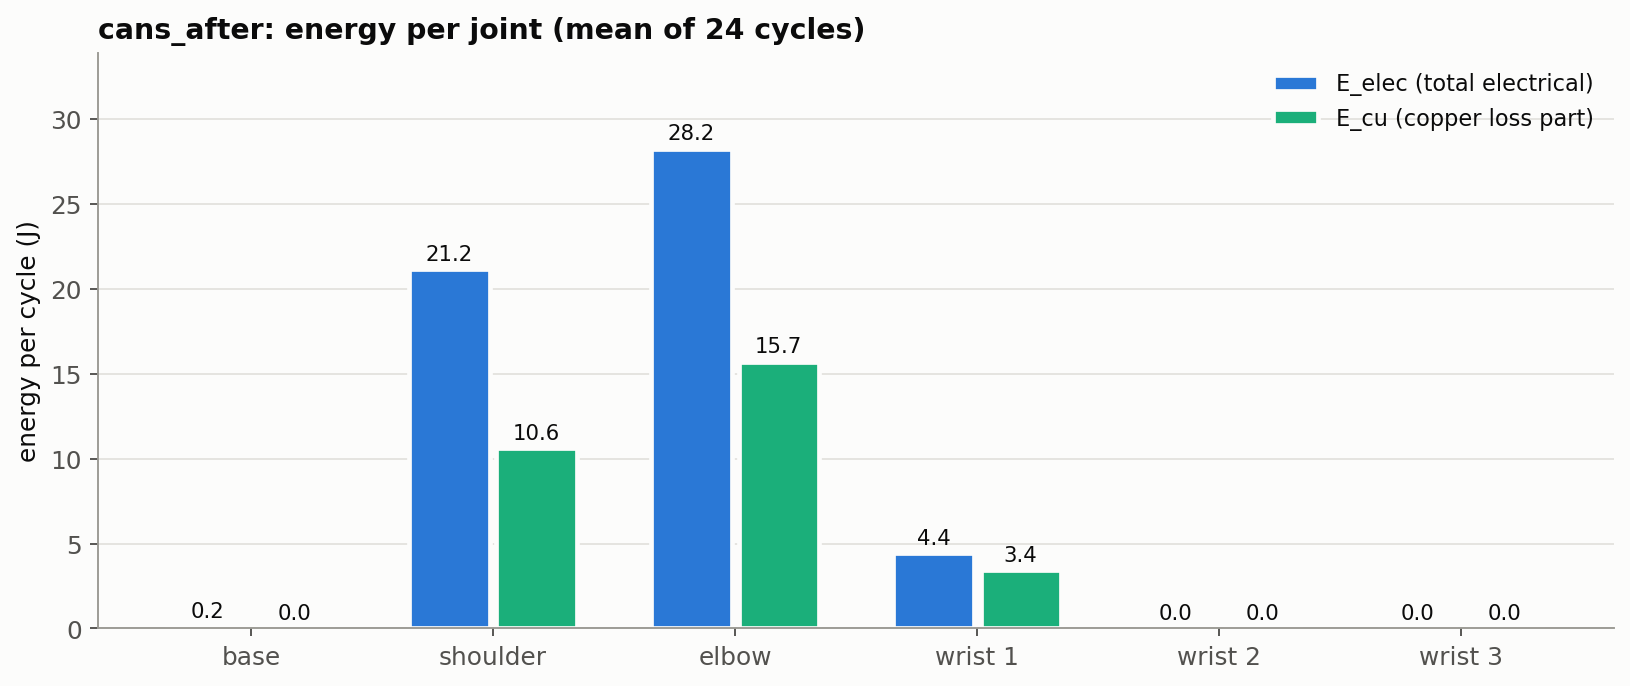 cans_after: energy per joint (mean of 24 cycles)
E_elec (total electrical)
E_cu (copper loss part)
energy per cycle (J)
30
25
20
15
10
5
0
0.2
0.0
21.2
10.6
28.2
15.7
4.4
3.4
0.0
0.0
0.0
0.0
base
shoulder
elbow
wrist 1
wrist 2
wrist 3